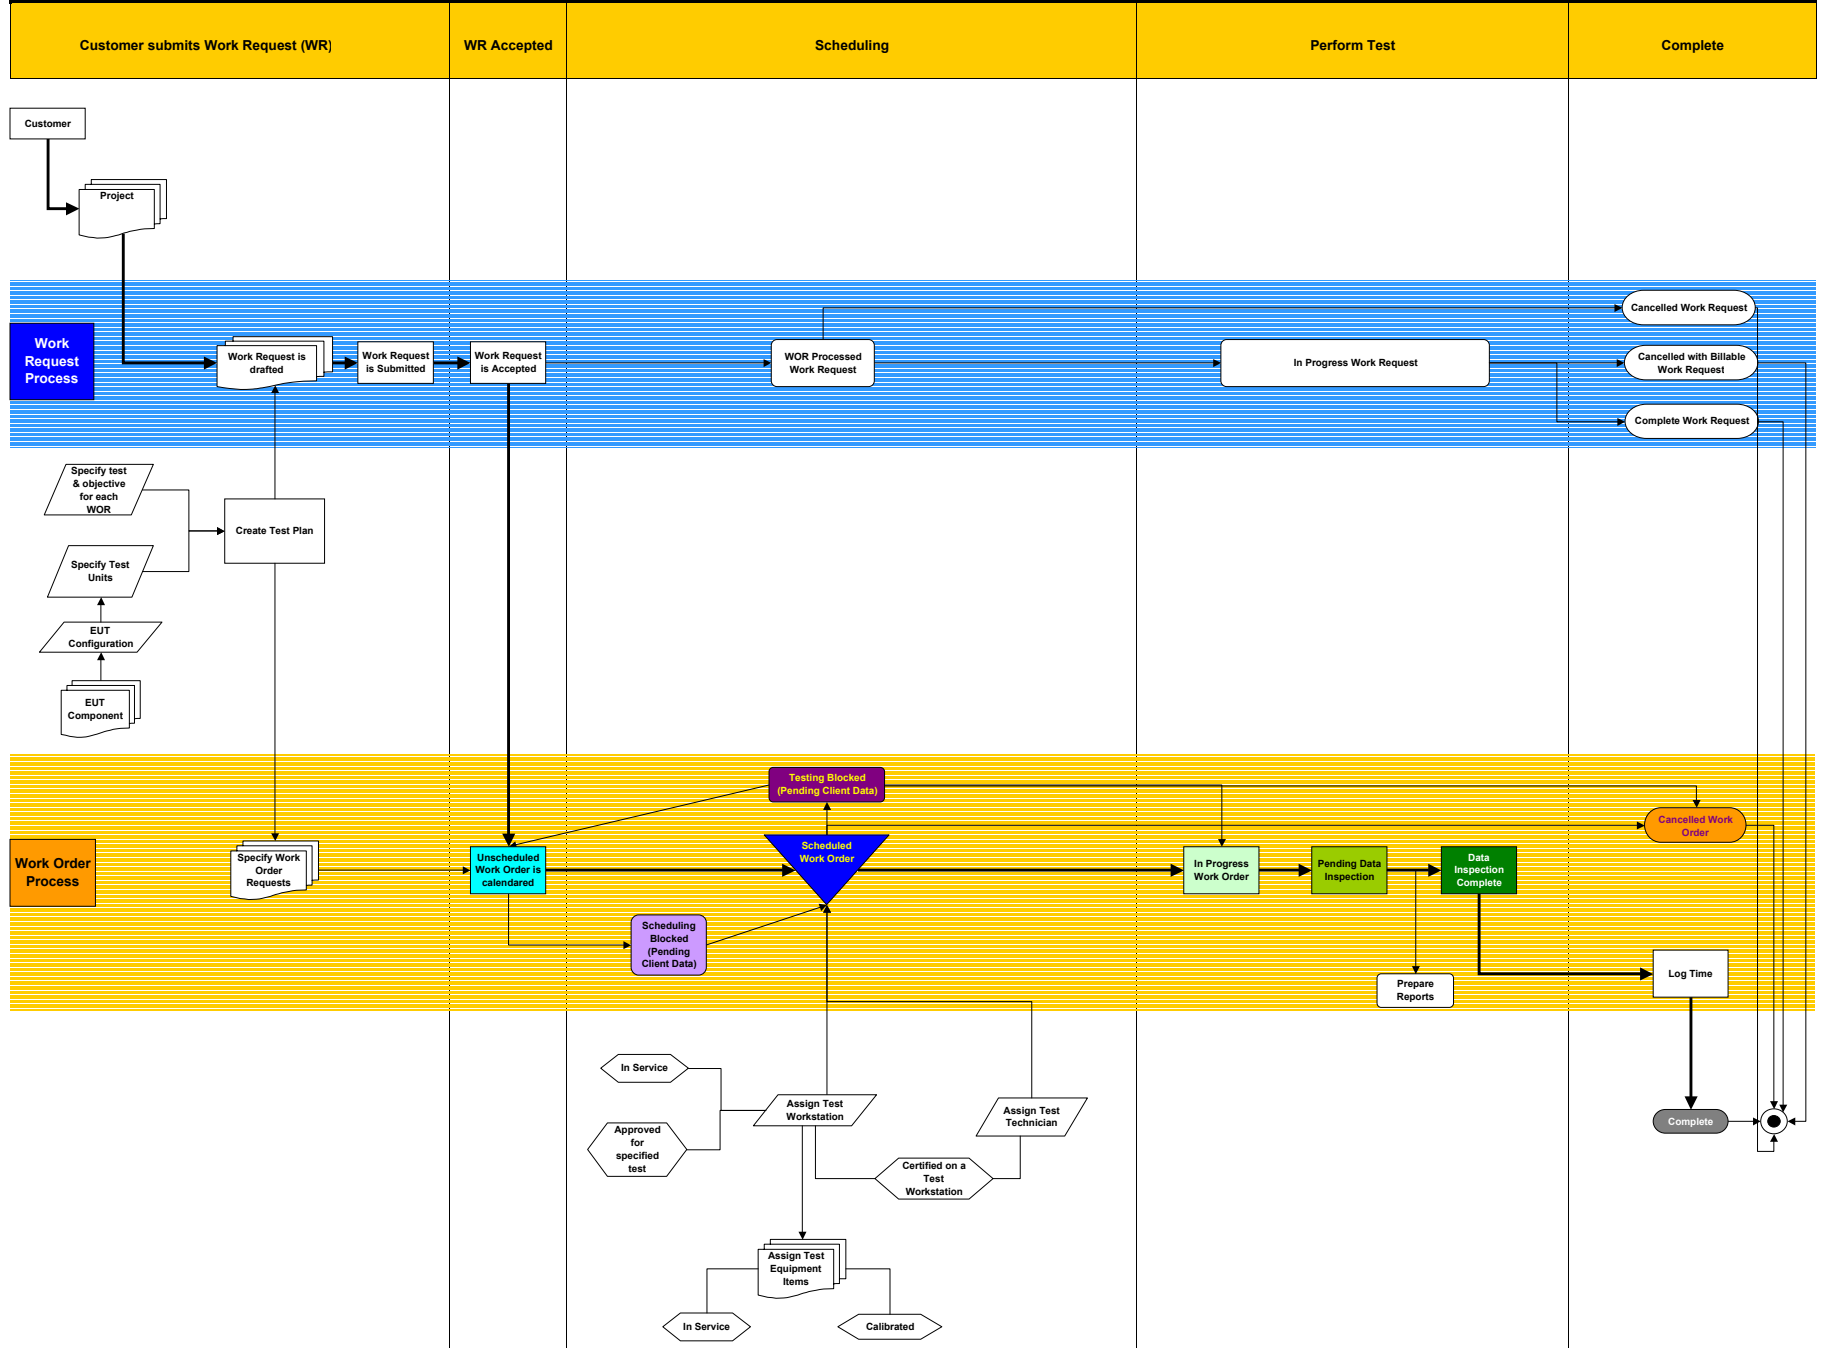 Customer submits Work Request (WR)
WR Accepted
Scheduling
Perform Test
Complete
Customer
Project
Work
Request
Process
Work Request is
drafted
Work Request
is Submitted
Work Request
is Accepted
WOR Processed
Work Request
In Progress Work Request
Cancelled Work Request
Cancelled with Billable
Work Request
Complete Work Request
Specify test
& objective
for each
WOR
Create Test Plan
Specify Test
Units
EUT
Configuration
EUT
Component
Work Order
Process
Specify Work
Order
Requests
Unscheduled
Work Order is
calendared
Testing Blocked
(Pending Client Data)
Scheduled
Work Order
Scheduling
Blocked
(Pending
Client Data)
In Progress
Work Order
Pending Data
Inspection
Data
Inspection
Complete
Cancelled Work
Order
Prepare
Reports
Log Time
In Service
Approved
for
specified
test
Assign Test
Workstation
Assign Test
Technician
Certified on a
Test
Workstation
Complete
Assign Test
Equipment
Items
In Service
Calibrated